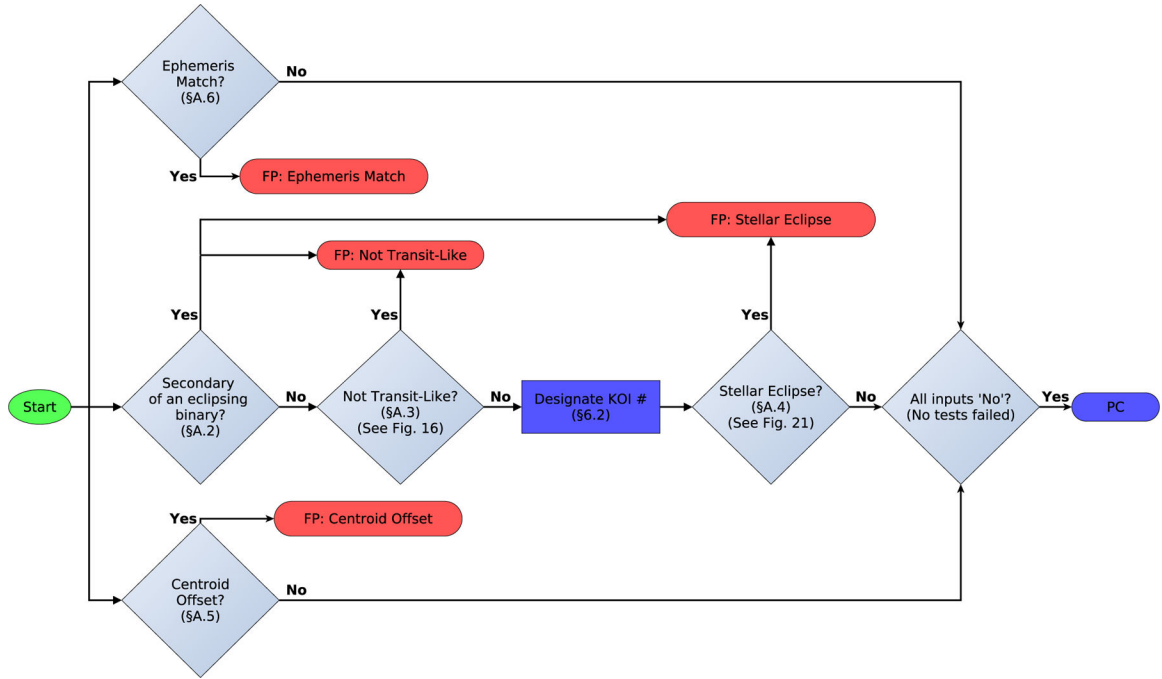 Ephemeris
Match?
(§A.6)
No
Yes
FP: Ephemeris Match
FP: Stellar Eclipse
FP: Not Transit-Like
Yes
Yes
Yes
Start
Secondary
of an eclipsing
binary?
(§A.2)
No
Not Transit-Like?
(§A.3)
(See Fig. 16)
No
Designate KOI #
(§6.2)
Stellar Eclipse?
(§A.4)
(See Fig. 21)
No
All inputs 'No'?
(No tests failed)
Yes
PC
Yes
FP: Centroid Offset
Centroid
Offset?
(§A.5)
No